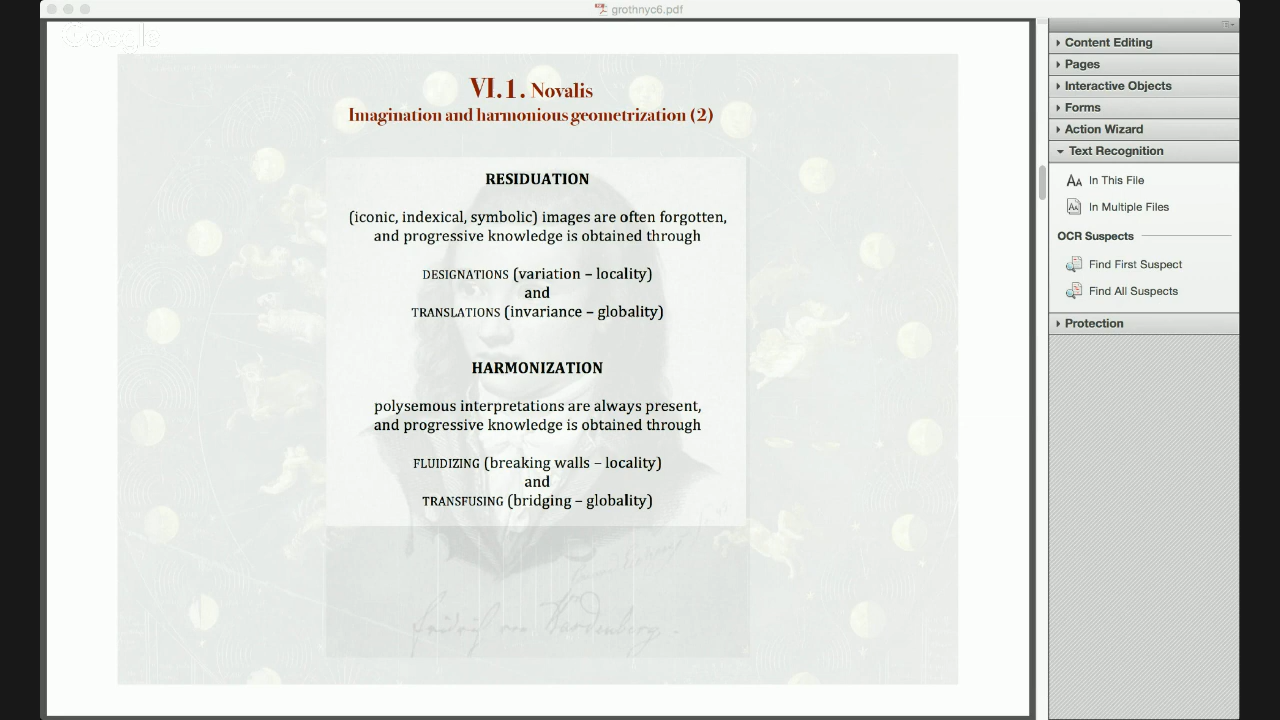 grothnyc6.pdf
Google
VI.1. Novalis
Imagination and harmonious geometrization (2)
RESIDUATION
(iconic, indexical, symbolic) images are often forgotten,
and progressive knowledge is obtained through
DESIGNATIONS (variation – locality)
and
TRANSLATIONS (invariance – globality)
HARMONIZATION
polysemous interpretations are always present,
and progressive knowledge is obtained through
FLUIDIZING (breaking walls – locality)
and
TRANSFUSING (bridging – globality)
Content Editing
Pages
Interactive Objects
Forms
Action Wizard
Text Recognition
In This File
In Multiple Files
OCR Suspects
Find First Suspect
Find All Suspects
Protection